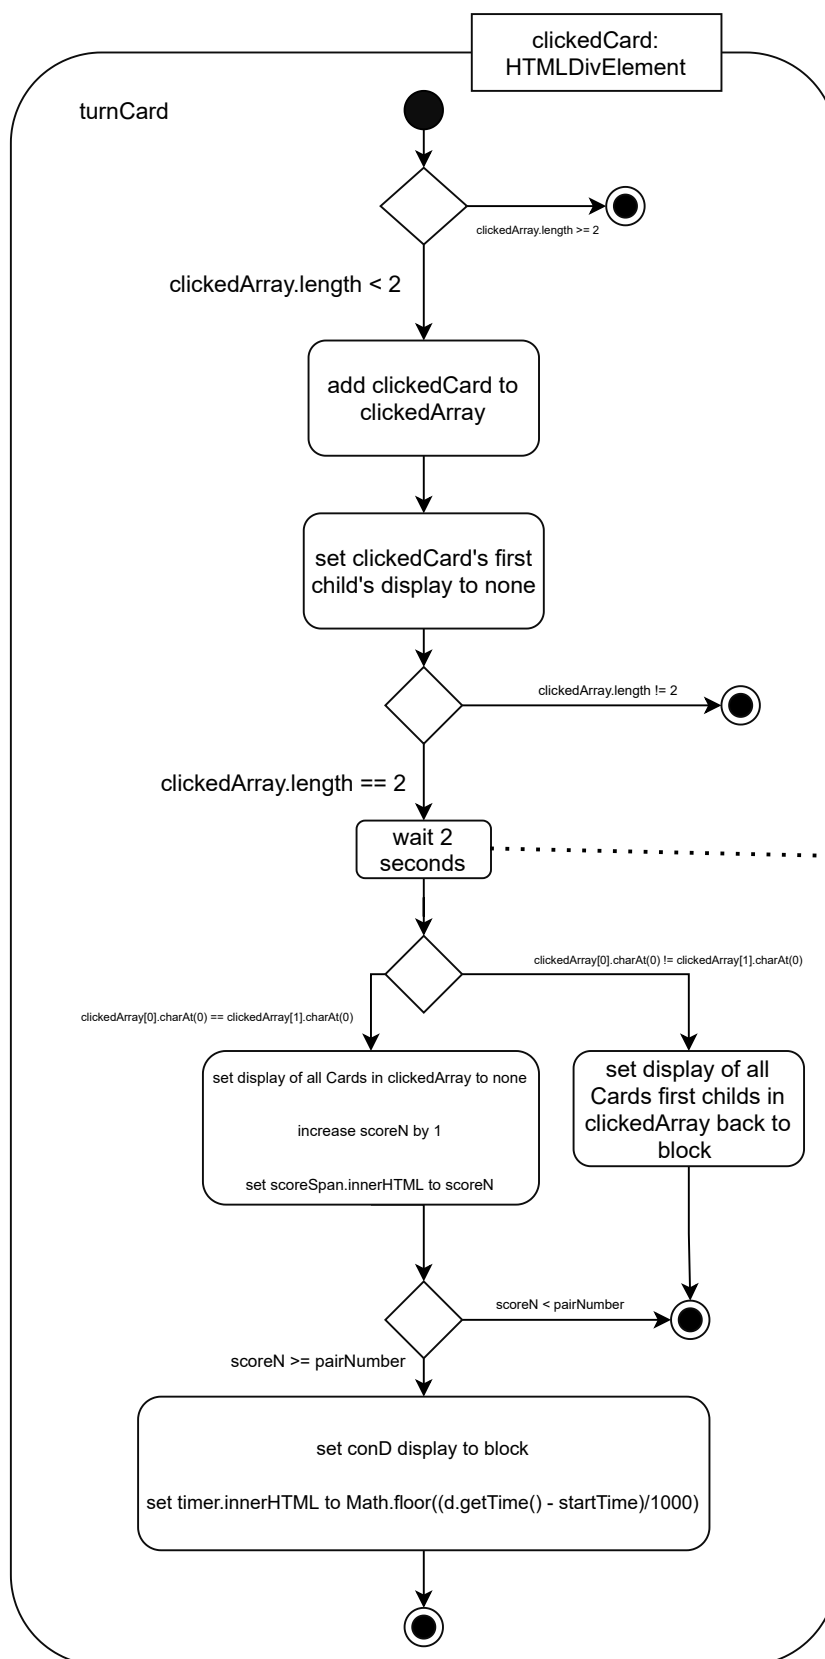 clickedCard:
HTMLDivElement
turnCard
clickedArray.length >= 2
clickedArray.length < 2
add clickedCard to
clickedArray
set clickedCard's first
child's display to none
clickedArray.length != 2
clickedArray.length == 2
wait 2
seconds
clickedArray[0].charAt(0) != clickedArray[1].charAt(0)
clickedArray[0].charAt(0) == clickedArray[1].charAt(0)
set display of all Cards in clickedArray to none
increase scoreN by 1
set scoreSpan.innerHTML to scoreN
set display of all
Cards first childs in
clickedArray back to
block
scoreN < pairNumber
scoreN >= pairNumber
set conD display to block
set timer.innerHTML to Math.floor((d.getTime() - startTime)/1000)